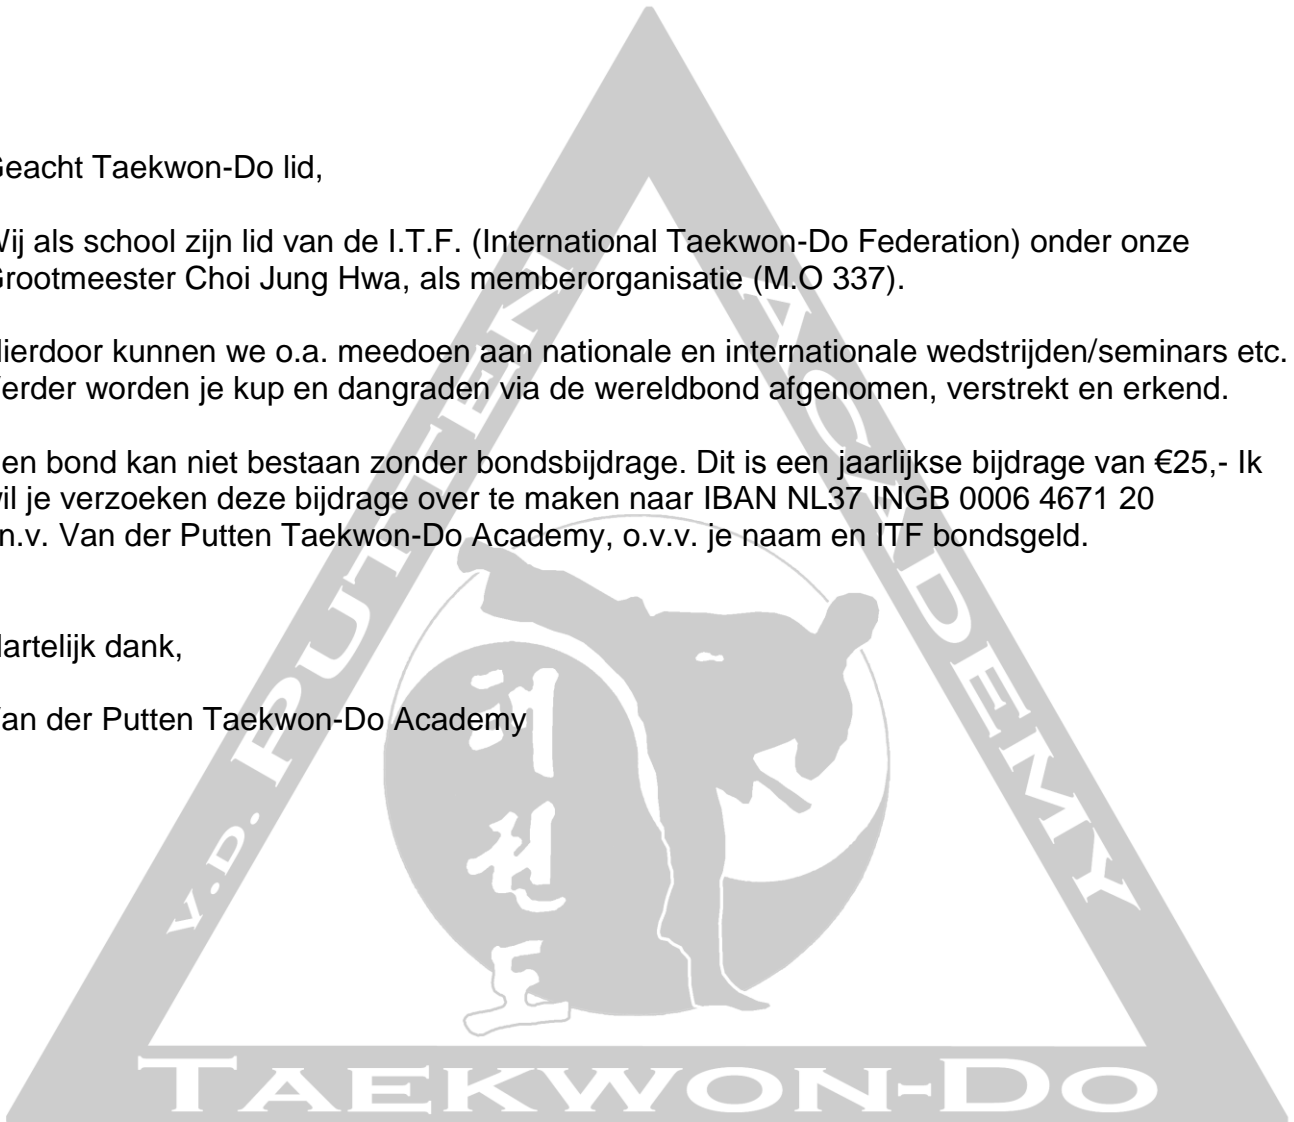 Geacht Taekwon-Do lid,
Wij als school zijn lid van de I.T.F. (International Taekwon-Do Federation) onder onze
Grootmeester Choi Jung Hwa, als memberorganisatie (M.O 337).
Hierdoor kunnen we o.a. meedoen aan nationale en internationale wedstrijden/seminars etc.
Verder worden je kup en dangraden via de wereldbond afgenomen, verstrekt en erkend.
Een bond kan niet bestaan zonder bondsbijdrage. Dit is een jaarlijkse bijdrage van €25,- Ik
wil je verzoeken deze bijdrage over te maken naar IBAN NL37 INGB 0006 4671 20
t.n.v. Van der Putten Taekwon-Do Academy, o.v.v. je naam en ITF bondsgeld.
Hartelijk dank,
Van der Putten Taekwon-Do Academy
V.D. PUTTEN
ACADEMY
태권도
TAEKWON-DO